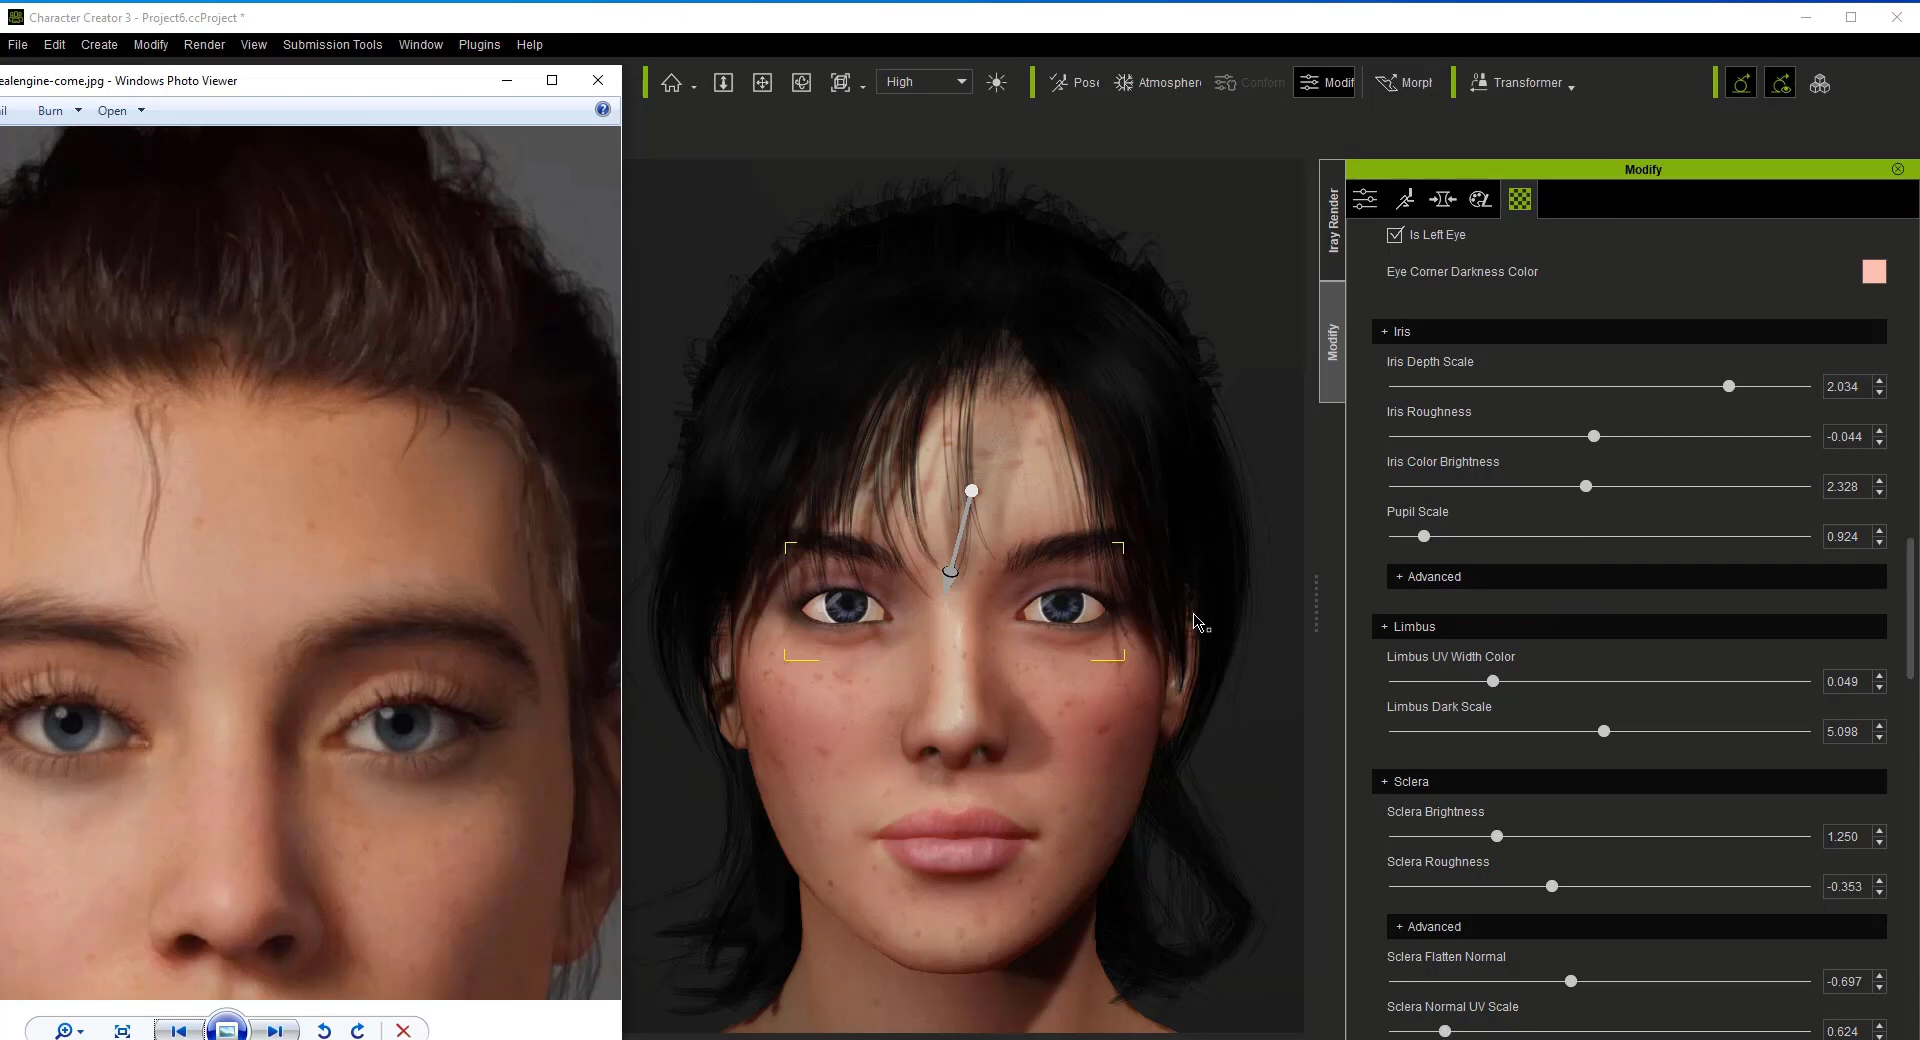 Character Creator 3 - Project6.ccProject *
File Edit Create Modify Render View Submission Tools Window Plugins Help
ealengine-come.jpg - Windows Photo Viewer
il Burn Open
High
Pose Atmospher Conform Modif Morph Transformer
Iray Render
Modify
Modify
Is Left Eye
Eye Corner Darkness Color
+ Iris
Iris Depth Scale
2.034
Iris Roughness
-0.044
Iris Color Brightness
2.328
Pupil Scale
0.924
+ Advanced
+ Limbus
Limbus UV Width Color
0.049
Limbus Dark Scale
5.098
+ Sclera
Sclera Brightness
1.250
Sclera Roughness
-0.353
+ Advanced
Sclera Flatten Normal
-0.697
Sclera Normal UV Scale
0.624